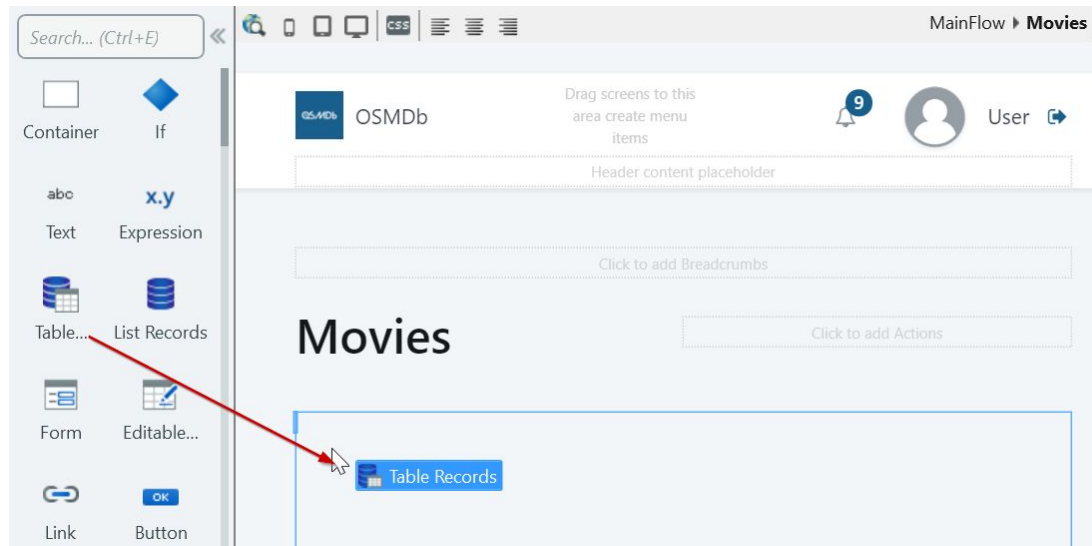 Search... (Ctrl+E)
Container
If
abc
Text
x.y
Expression
Table...
List Records
Form
Editable...
Link
OK
Button
CSS
MainFlow Movies
OSMDb
OSMDb
Drag screens to this
area create menu
items
9
User
Header content placeholder
Click to add Breadcrumbs
Movies
Click to add Actions
Table Records